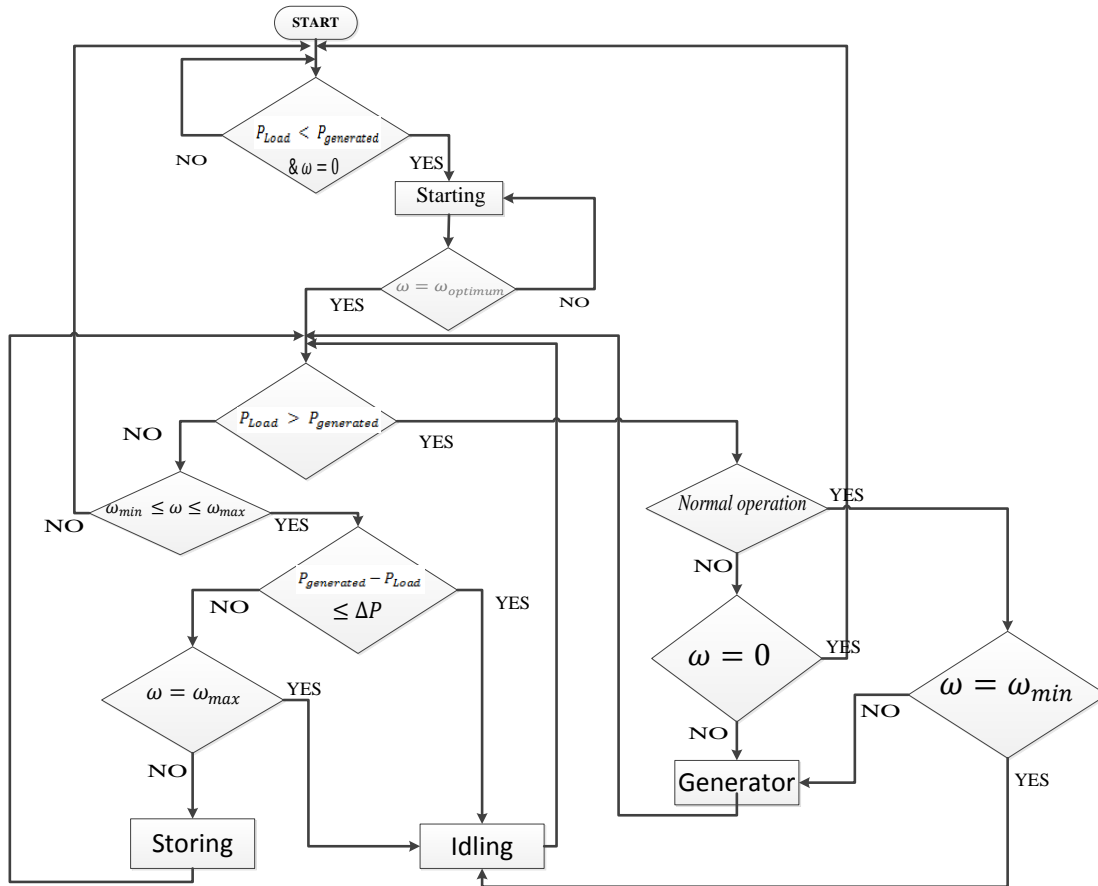 START
P_Load < P_generated
& ω = 0
NO
YES
Starting
ω = ω_optimum
YES
NO
P_Load > P_generated
NO
YES
ω_min ≤ ω ≤ ω_max
NO
YES
Normal operation
YES
NO
P_generated − P_Load
≤ ΔP
NO
YES
ω = 0
YES
NO
ω = ω_min
NO
YES
ω = ω_max
YES
NO
Generator
Storing
Idling